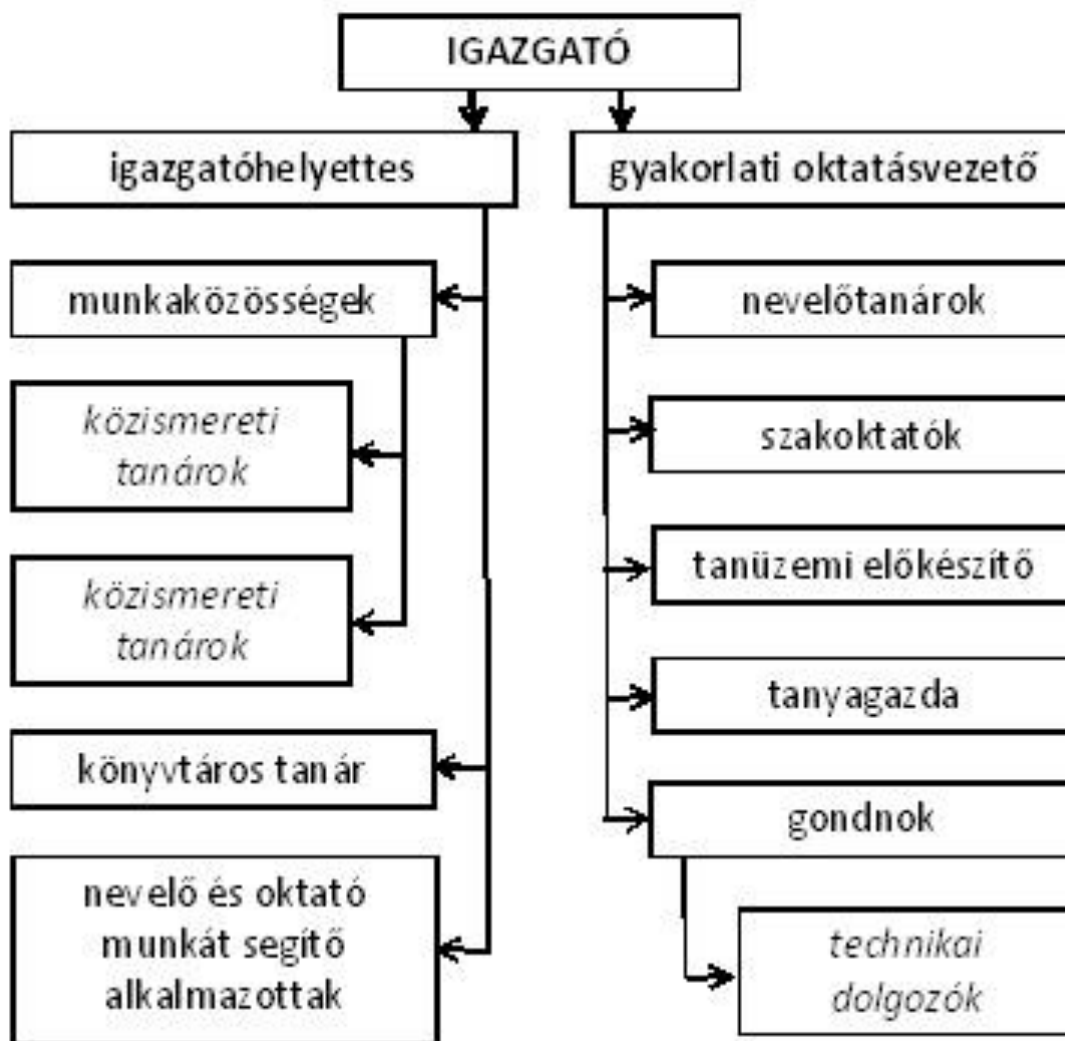 IGAZGATÓ
igazgatóhelyettes
gyakorlati oktatásvezető
munkaközösségek
nevelőtanárok
közismereti
tanárok
szakoktatók
közismereti
tanárok
tanüzemi előkészítő
tanyagazda
könyvtáros tanár
gondnok
nevelő és oktató
munkát segítő
alkalmazottak
technikai
dolgozók